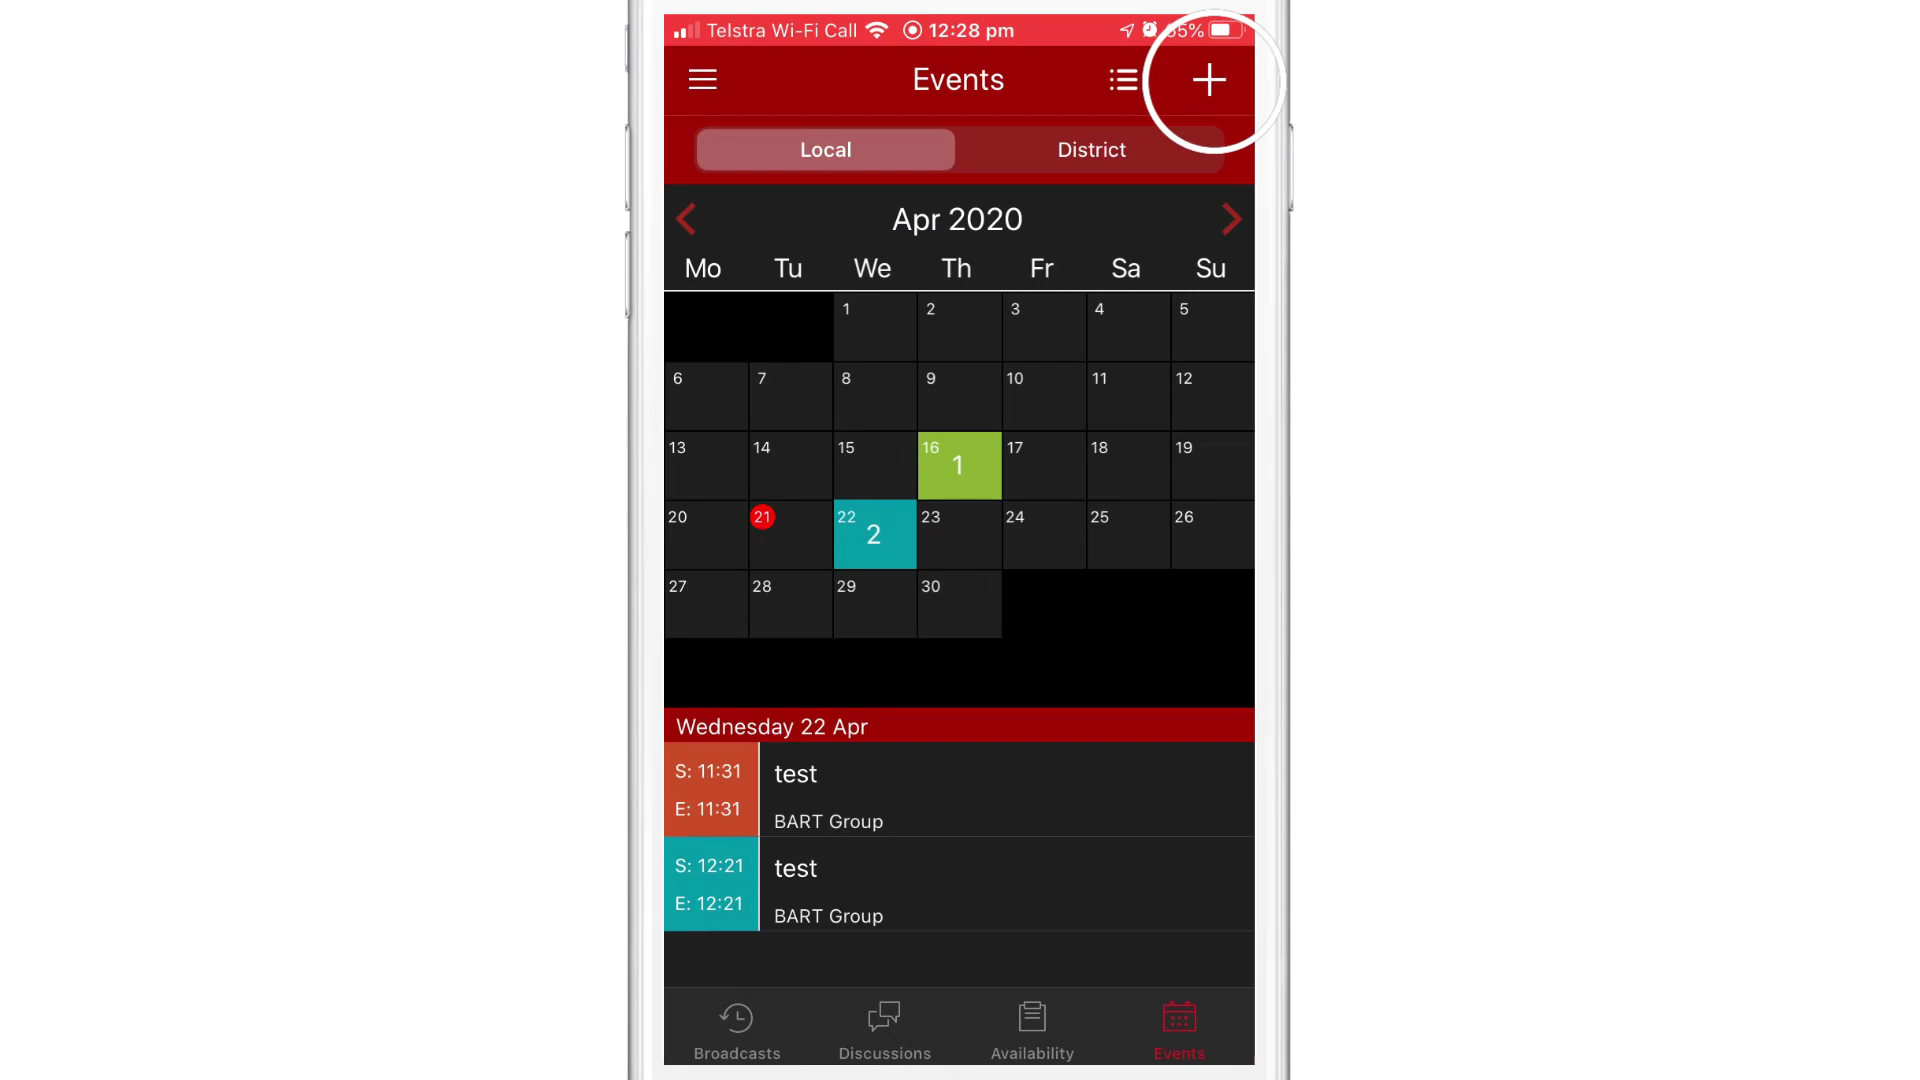 Telstra Wi-Fi Call 12:28 pm 65%
Events
Local District
Apr 2020
Mo Tu We Th Fr Sa Su
1 2 3 4 5
6 7 8 9 10 11 12
13 14 15 16 1 17 18 19
20 21 22 2 23 24 25 26
27 28 29 30
Wednesday 22 Apr
S: 11:31 test
E: 11:31 BART Group
S: 12:21 test
E: 12:21 BART Group
Broadcasts Discussions Availability Events